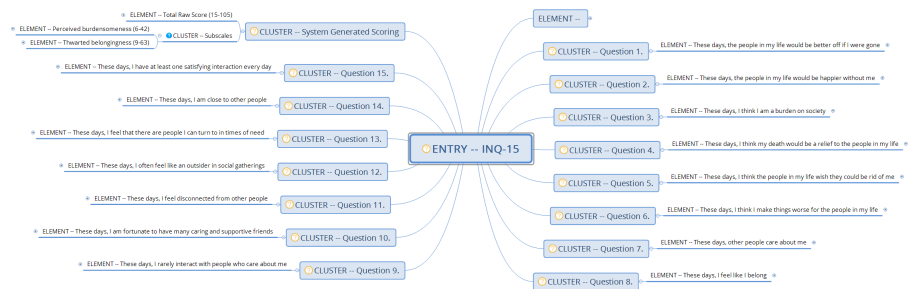 ENTRY -- INQ-15
ELEMENT --
CLUSTER -- Question 1.
ELEMENT -- These days, the people in my life would be better off if I were gone
CLUSTER -- Question 2.
ELEMENT -- These days, the people in my life would be happier without me
CLUSTER -- Question 3.
ELEMENT -- These days, I think I am a burden on society
CLUSTER -- Question 4.
ELEMENT -- These days, I think my death would be a relief to the people in my life
CLUSTER -- Question 5.
ELEMENT -- These days, I think the people in my life wish they could be rid of me
CLUSTER -- Question 6.
ELEMENT -- These days, I think I make things worse for the people in my life
CLUSTER -- Question 7.
ELEMENT -- These days, other people care about me
CLUSTER -- Question 8.
ELEMENT -- These days, I feel like I belong
CLUSTER -- System Generated Scoring
ELEMENT -- Total Raw Score (15-105)
CLUSTER -- Subscales
ELEMENT -- Perceived burdensomeness (6-42)
ELEMENT -- Thwarted belongingness (9-63)
CLUSTER -- Question 15.
ELEMENT -- These days, I have at least one satisfying interaction every day
CLUSTER -- Question 14.
ELEMENT -- These days, I am close to other people
CLUSTER -- Question 13.
ELEMENT -- These days, I feel that there are people I can turn to in times of need
CLUSTER -- Question 12.
ELEMENT -- These days, I often feel like an outsider in social gatherings
CLUSTER -- Question 11.
ELEMENT -- These days, I feel disconnected from other people
CLUSTER -- Question 10.
ELEMENT -- These days, I am fortunate to have many caring and supportive friends
CLUSTER -- Question 9.
ELEMENT -- These days, I rarely interact with people who care about me